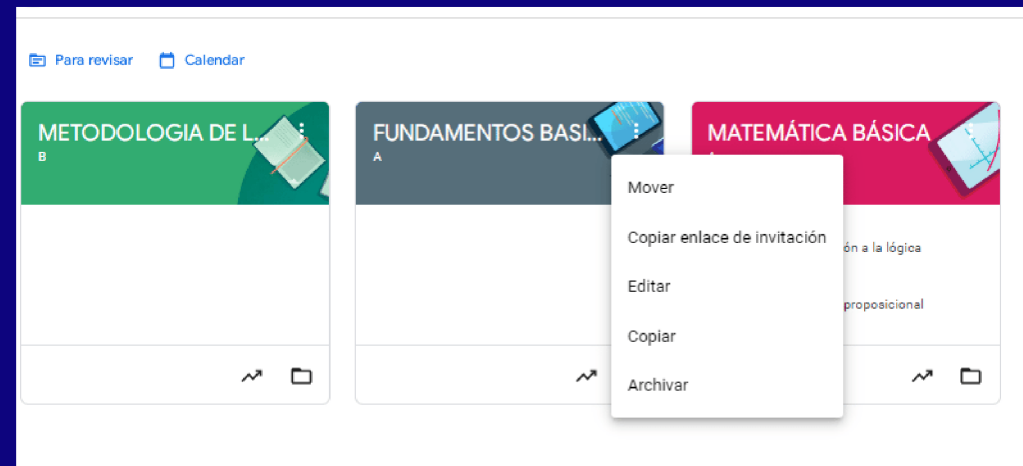 Para revisar
Calendar
METODOLOGIA DE L...
B
FUNDAMENTOS BASI...
A
MATEMÁTICA BÁSICA
Mover
Copiar enlace de invitación
Editar
Copiar
Archivar
ón a la lógica
proposicional